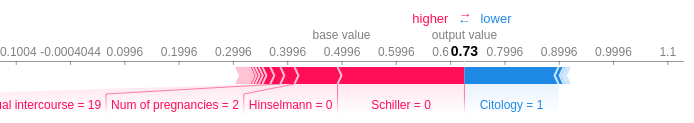 higher ⇄ lower
base value output value
0.1004 -0.0004044 0.0996 0.1996 0.2996 0.3996 0.4996 0.5996 0.6 0.73 0.7996 0.8996 0.9996 1.1
ual intercourse = 19 Num of pregnancies = 2 Hinselmann = 0 Schiller = 0 Citology = 1